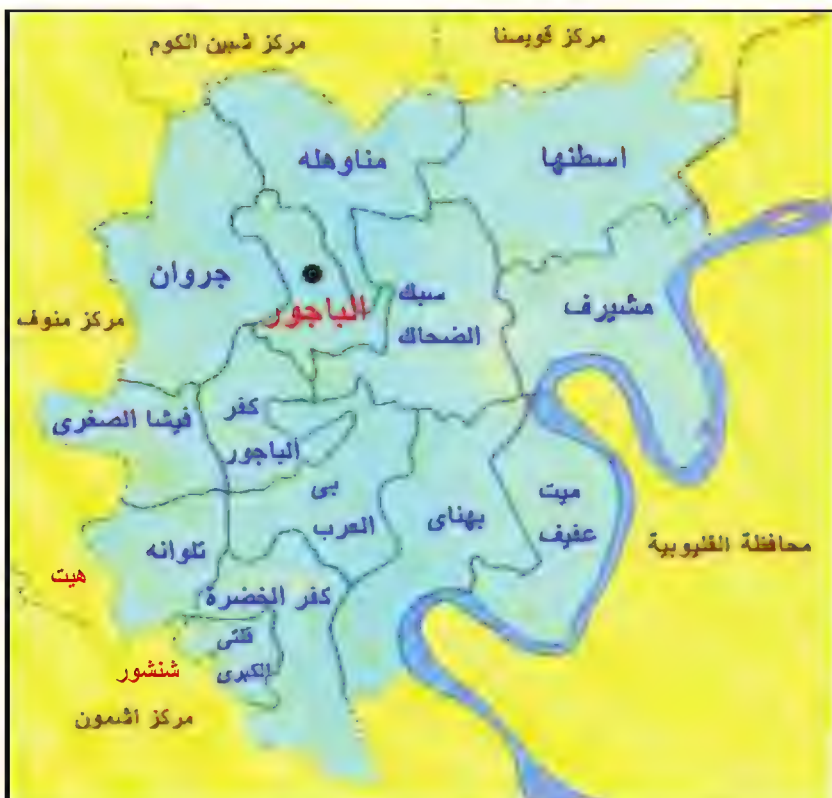 مركز قويسنا
مركز شبين الكوم
اسطنها
مناوهله
جروان
سبك
الضحاك
مشيرف
الباجور
مركز منوف
فيشا الصغرى
كفر
الباجور
بى
العرب
بهناى
ميت
عفيف
محافظة القليوبية
تلوانه
هيت
كفر الخضرة
فلتى
الكبرى
شنشور
مركز اشمون